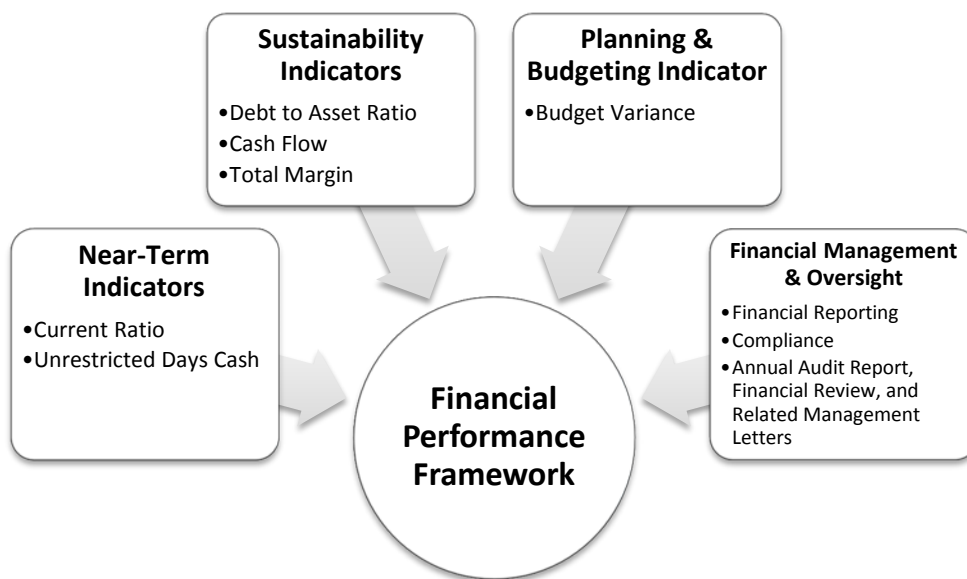 Sustainability
Indicators
•Debt to Asset Ratio
•Cash Flow
•Total Margin
Planning &
Budgeting Indicator
•Budget Variance
Near-Term
Indicators
•Current Ratio
•Unrestricted Days Cash
Financial Management
& Oversight
•Financial Reporting
•Compliance
•Annual Audit Report,
Financial Review, and
Related Management
Letters
Financial
Performance
Framework